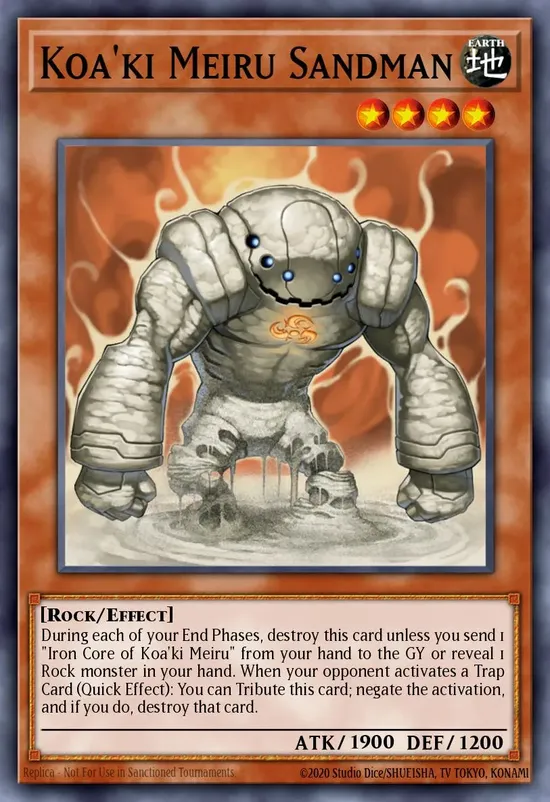 Koa'ki Meiru Sandman
EARTH
地
[Rock/Effect]
During each of your End Phases, destroy this card unless you send 1
"Iron Core of Koa'ki Meiru" from your hand to the GY or reveal 1
Rock monster in your hand. When your opponent activates a Trap
Card (Quick Effect): You can Tribute this card; negate the activation,
and if you do, destroy that card.
ATK/1900 DEF/1200
Replica - Not For Use in Sanctioned Tournaments
©2020 Studio Dice/SHUEISHA, TV TOKYO, KONAMI